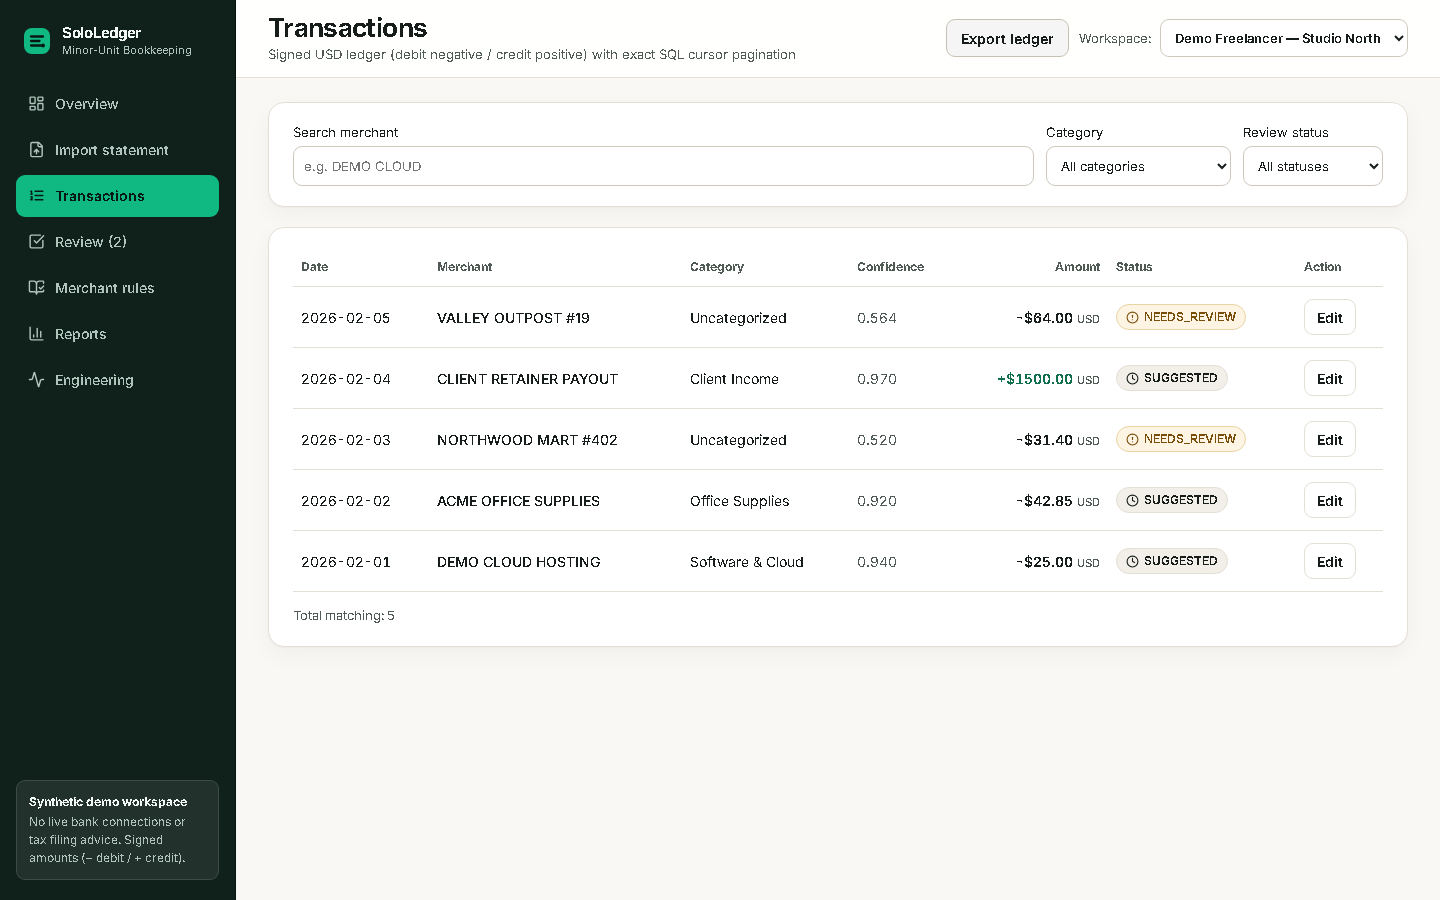 SoloLedger
Minor-Unit Bookkeeping
Overview
Import statement
Transactions
Review (2)
Merchant rules
Reports
Engineering
Synthetic demo workspace
No live bank connections or
tax filing advice. Signed
amounts (− debit / + credit).
Transactions
Signed USD ledger (debit negative / credit positive) with exact SQL cursor pagination
Export ledger
Workspace:
Demo Freelancer — Studio North
Search merchant
e.g. DEMO CLOUD
Category
All categories
Review status
All statuses
Date Merchant Category Confidence Amount Status Action
2026-02-05 VALLEY OUTPOST #19 Uncategorized 0.564 -$64.00 USD NEEDS_REVIEW Edit
2026-02-04 CLIENT RETAINER PAYOUT Client Income 0.970 +$1500.00 USD SUGGESTED Edit
2026-02-03 NORTHWOOD MART #402 Uncategorized 0.520 -$31.40 USD NEEDS_REVIEW Edit
2026-02-02 ACME OFFICE SUPPLIES Office Supplies 0.920 -$42.85 USD SUGGESTED Edit
2026-02-01 DEMO CLOUD HOSTING Software & Cloud 0.940 -$25.00 USD SUGGESTED Edit
Total matching: 5